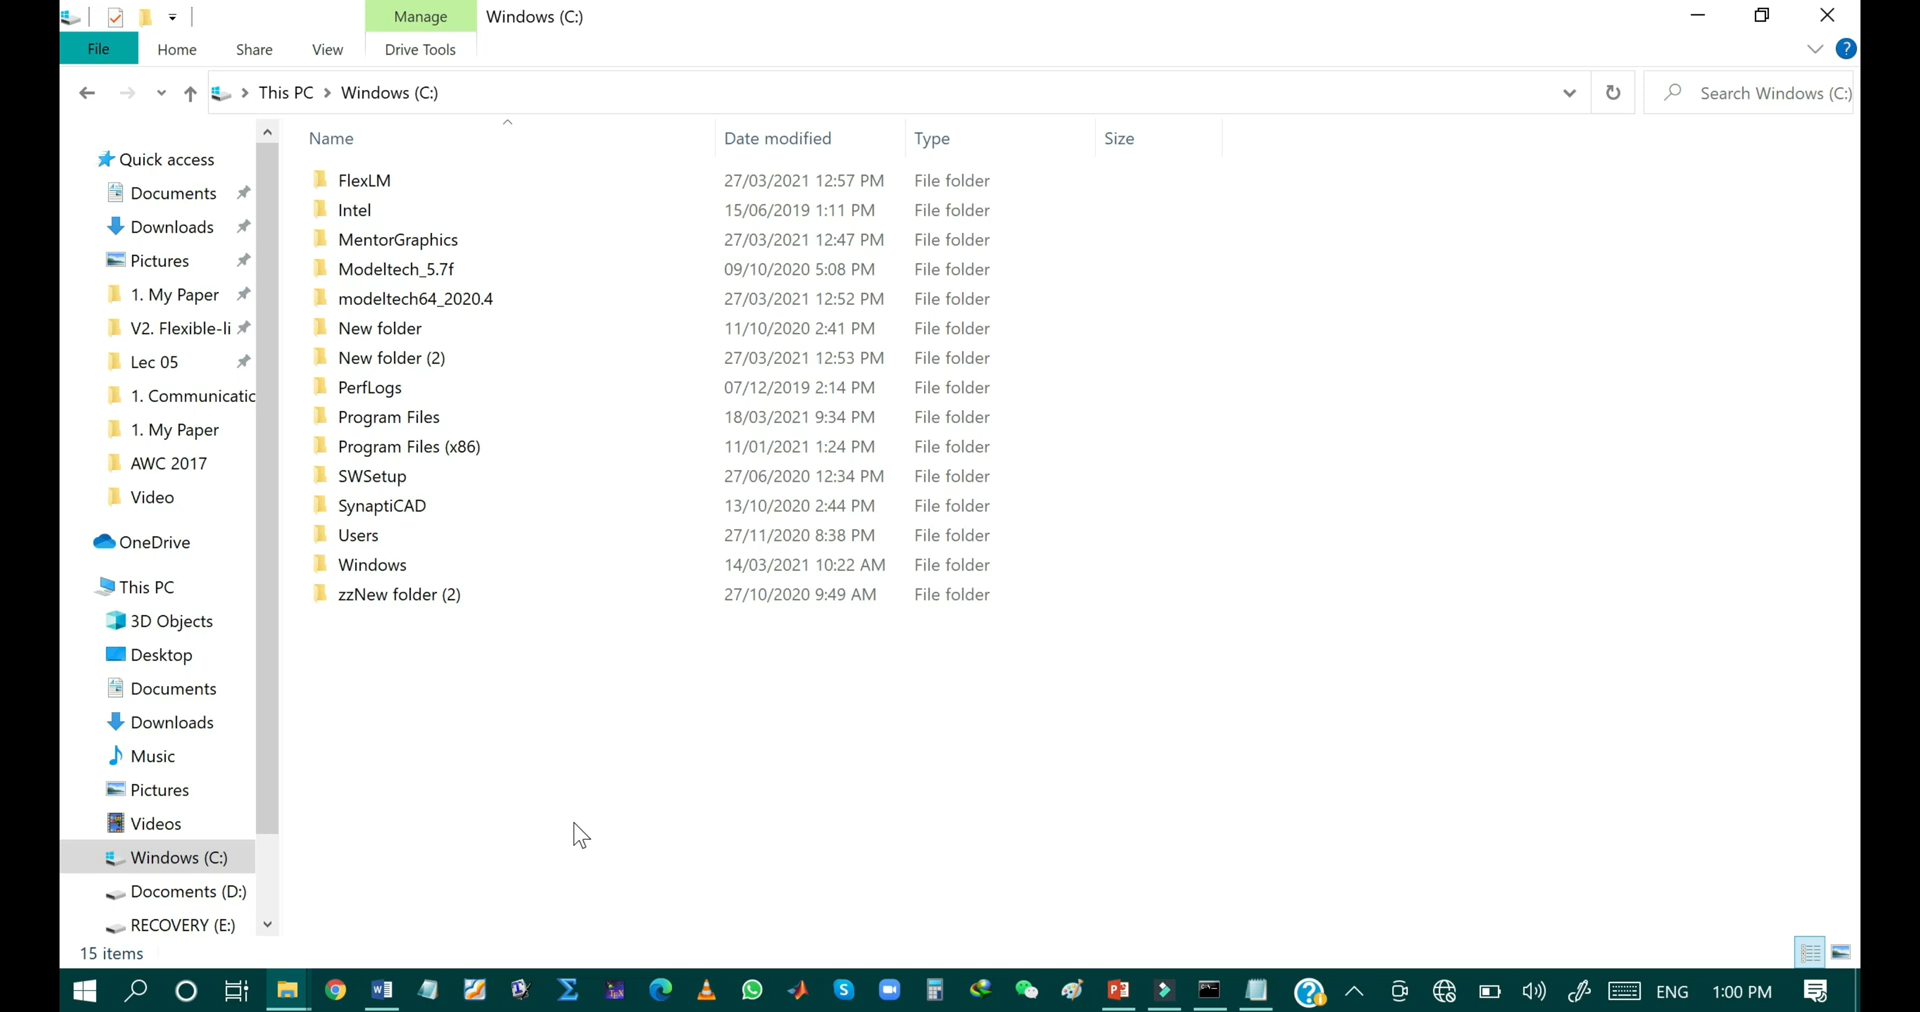 Manage
Windows (C:)
File
Home
Share
View
Drive Tools
?
This PC > Windows (C:)
Search Windows (C:)
Name
Date modified
Type
Size
Quick access
Documents
Downloads
Pictures
1. My Paper
V2. Flexible-li
Lec 05
1. Communicatic
1. My Paper
AWC 2017
Video
OneDrive
This PC
3D Objects
Desktop
Documents
Downloads
Music
Pictures
Videos
Windows (C:)
Docoments (D:)
RECOVERY (E:)
FlexLM 27/03/2021 12:57 PM File folder
Intel 15/06/2019 1:11 PM File folder
MentorGraphics 27/03/2021 12:47 PM File folder
Modeltech_5.7f 09/10/2020 5:08 PM File folder
modeltech64_2020.4 27/03/2021 12:52 PM File folder
New folder 11/10/2020 2:41 PM File folder
New folder (2) 27/03/2021 12:53 PM File folder
PerfLogs 07/12/2019 2:14 PM File folder
Program Files 18/03/2021 9:34 PM File folder
Program Files (x86) 11/01/2021 1:24 PM File folder
SWSetup 27/06/2020 12:34 PM File folder
SynaptiCAD 13/10/2020 2:44 PM File folder
Users 27/11/2020 8:38 PM File folder
Windows 14/03/2021 10:22 AM File folder
zzNew folder (2) 27/10/2020 9:49 AM File folder
15 items
ENG
1:00 PM